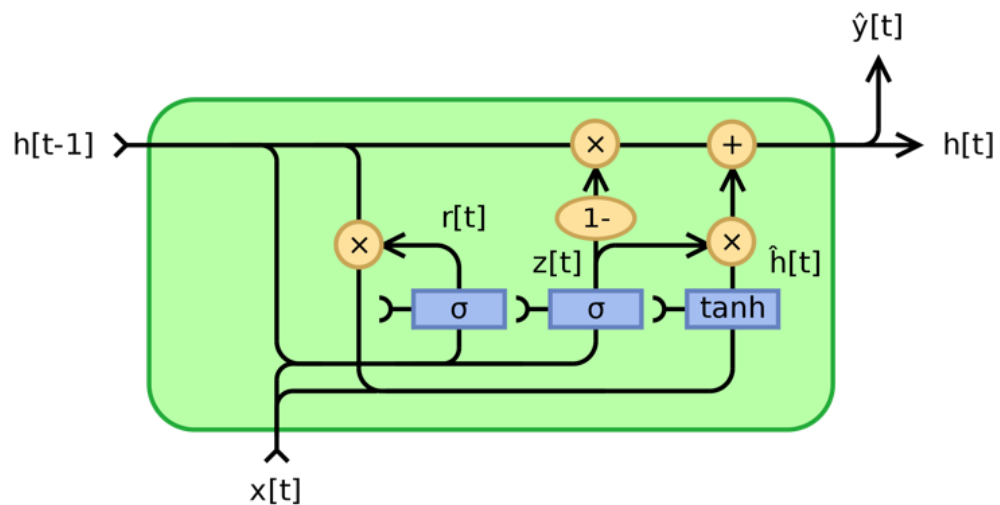 ŷ[t]
h[t-1]
×
+
h[t]
1-
r[t]
×
×
z[t]
ĥ[t]
σ
σ
tanh
x[t]